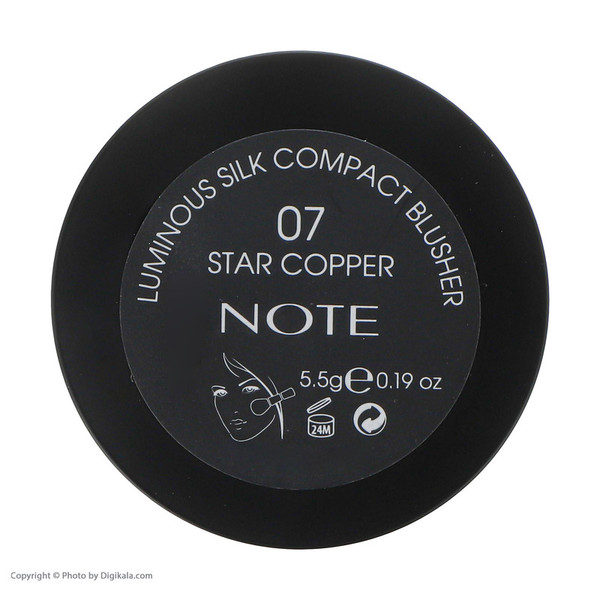 LUMINOUS SILK COMPACT BLUSHER
07
STAR COPPER
NOTE
5.5g e 0.19 oz
24M
Copyright © Photo by Digikala.com